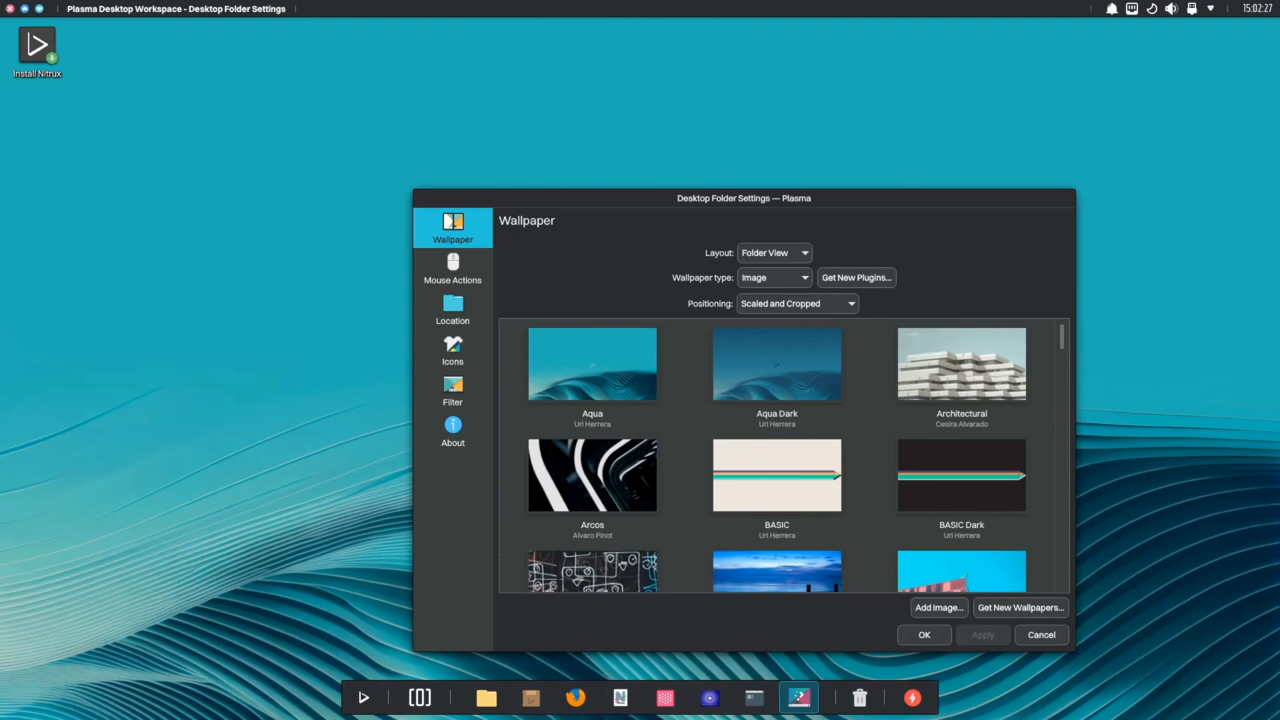 Plasma Desktop Workspace - Desktop Folder Settings
15:02:27
Install Nitrux
Desktop Folder Settings — Plasma
Wallpaper
Mouse Actions
Location
Icons
Filter
About
Wallpaper
Layout: Folder View
Wallpaper type: Image Get New Plugins...
Positioning: Scaled and Cropped
Aqua Aqua Dark Architectural
Uri Herrera Uri Herrera Cesira Alvarado
Arcos BASIC BASIC Dark
Alvaro Pinot Uri Herrera Uri Herrera
Add Image... Get New Wallpapers...
OK Apply Cancel